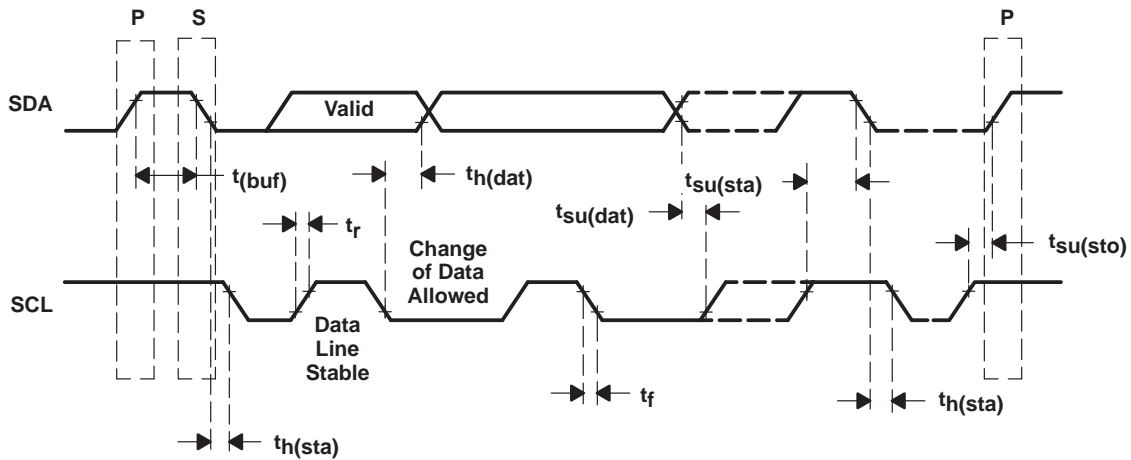 P
S
P
SDA
Valid
t(buf)
th(dat)
tsu(sta)
tsu(dat)
tr
Change
of Data
Allowed
tsu(sto)
SCL
Data
Line
Stable
tf
th(sta)
th(sta)